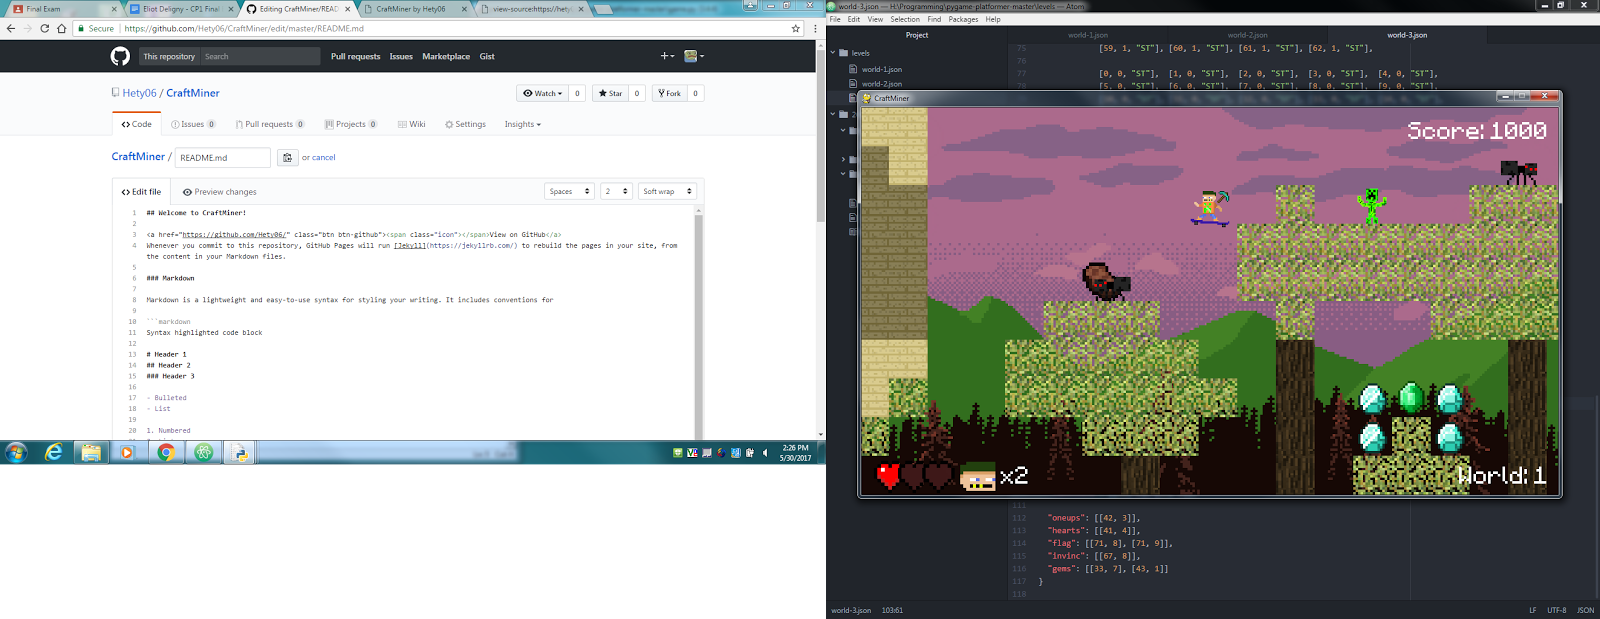 Final Exam
Eliot Deligny - CP1 Final
Editing CraftMiner/READ
CraftMiner by Hety06
view-source:https://hety
Secure
https://github.com/Hety06/CraftMiner/edit/master/README.md
This repository
Search
Pull requests
Issues
Marketplace
Gist
Hety06 / CraftMiner
Watch
0
Star
0
Fork
0
Code
Issues 0
Pull requests 0
Projects 0
Wiki
Settings
Insights
CraftMiner /
README.md
or cancel
Edit file
Preview changes
Spaces
2
Soft wrap
1 ## Welcome to CraftMiner!
2
3 <a href="https://github.com/Hety06/" class="btn btn-github"><span class="icon"></span>View on GitHub</a>
4 Whenever you commit to this repository, GitHub Pages will run [Jekyll](https://jekyllrb.com/) to rebuild the pages in your site, from
the content in your Markdown files.
5
6 ### Markdown
7
8 Markdown is a lightweight and easy-to-use syntax for styling your writing. It includes conventions for
9
10 ```markdown
11 Syntax highlighted code block
12
13 # Header 1
14 ## Header 2
15 ### Header 3
16
17 - Bulleted
18 - List
19
20 1. Numbered
2:26 PM
5/30/2017
world-3.json — H:\Programming\pygame-platformer-master\levels — Atom
File Edit View Selection Find Packages Help
Project
world-1.json
world-2.json
world-3.json
levels
world-1.json
world-2.json
75 [59, 1, "ST"], [60, 1, "ST"], [61, 1, "ST"], [62, 1, "ST"],
76
77 [0, 0, "ST"], [1, 0, "ST"], [2, 0, "ST"], [3, 0, "ST"], [4, 0, "ST"],
78 [5, 0, "ST"], [6, 0, "ST"], [7, 0, "ST"], [8, 0, "ST"], [9, 0, "ST"],
CraftMiner
Score:1000
x2
World:1
112 "oneups": [[42, 3]],
113 "hearts": [[41, 4]],
114 "flag": [[71, 8], [71, 9]],
115 "invinc": [[67, 8]],
116 "gems": [[33, 7], [43, 1]]
117 }
118
world-3.json
103:61
LF
UTF-8
JSON